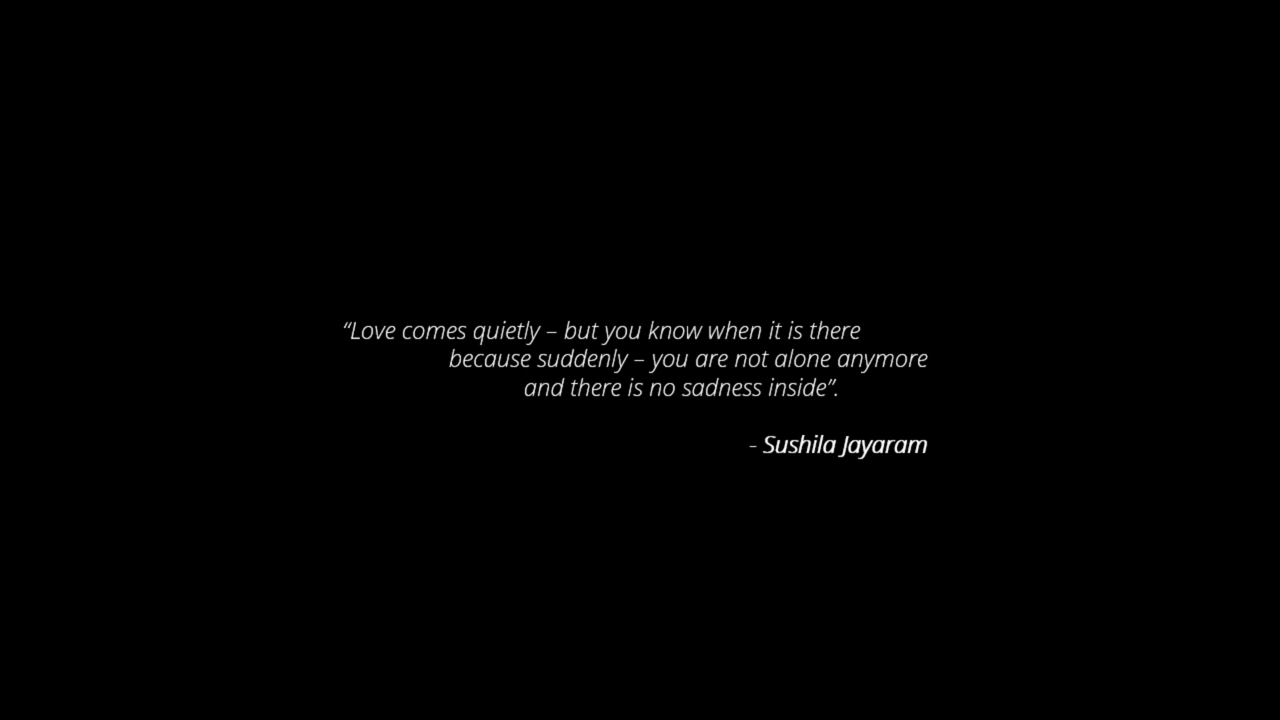 “Love comes quietly – but you know when it is there
because suddenly – you are not alone anymore
and there is no sadness inside”.
- Sushila Jayaram